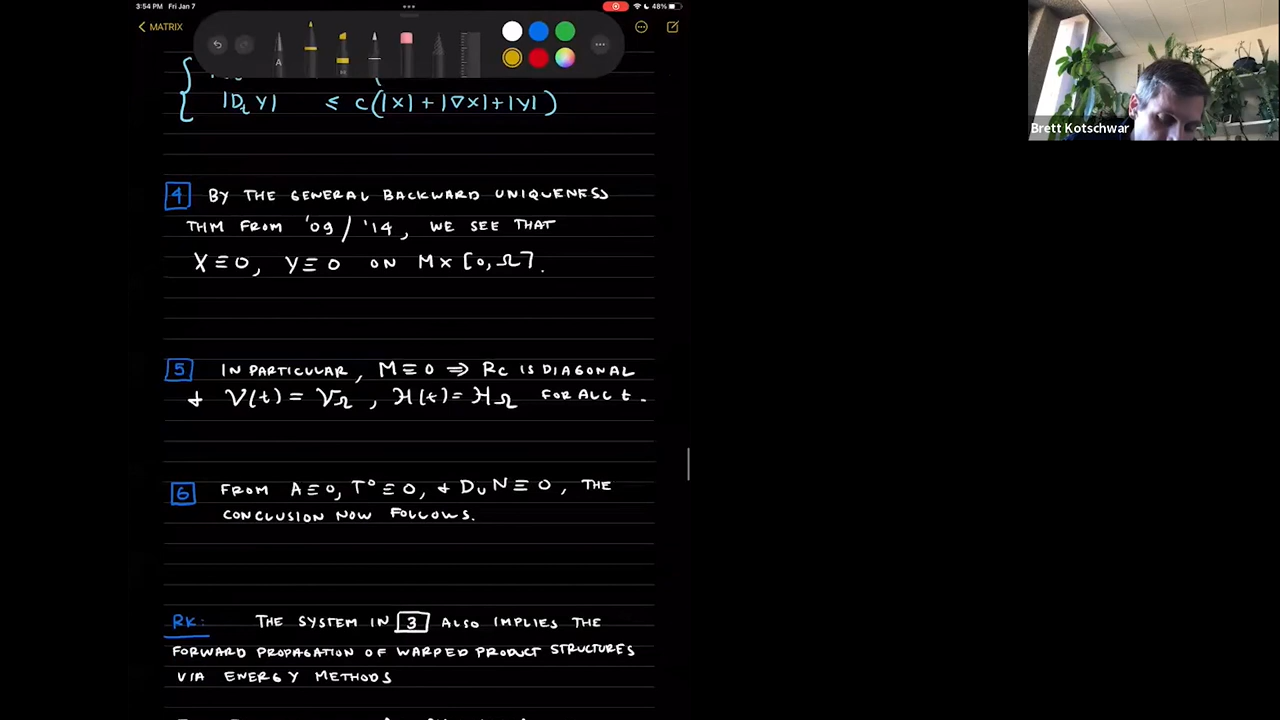 3:54 PM Fri Jan 7
48%
MATRIX
|D_t Y| ≤ C(|X| + |∇X| + |Y|)
4 BY THE GENERAL BACKWARD UNIQUENESS
THM FROM '09 / '14, WE SEE THAT
X ≡ 0, Y ≡ 0 ON M × [0, Ω].
5 IN PARTICULAR, M ≡ 0 ⇒ Rc IS DIAGONAL
+ V(t) = V_Ω, H(t) = H_Ω FOR ALL t.
6 FROM A ≡ 0, T⁰ ≡ 0, + D_V N ≡ 0, THE
CONCLUSION NOW FOLLOWS.
RK: THE SYSTEM IN 3 ALSO IMPLIES THE
FORWARD PROPAGATION OF WARPED PRODUCT STRUCTURES
VIA ENERGY METHODS
Brett Kotschwar